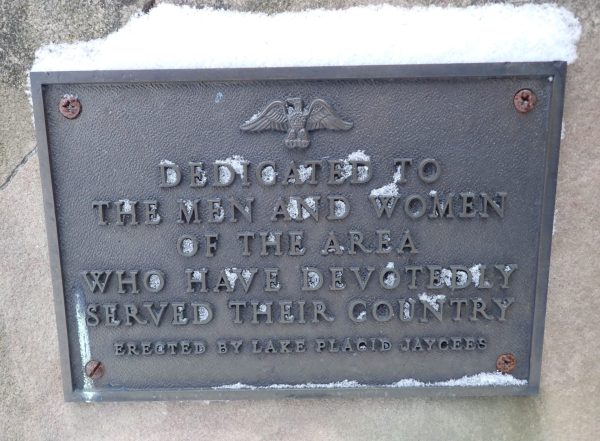 DEDICATED TO
THE MEN AND WOMEN
OF THE AREA
WHO HAVE DEVOTEDLY
SERVED THEIR COUNTRY
ERECTED BY LAKE PLACID JAYCEES